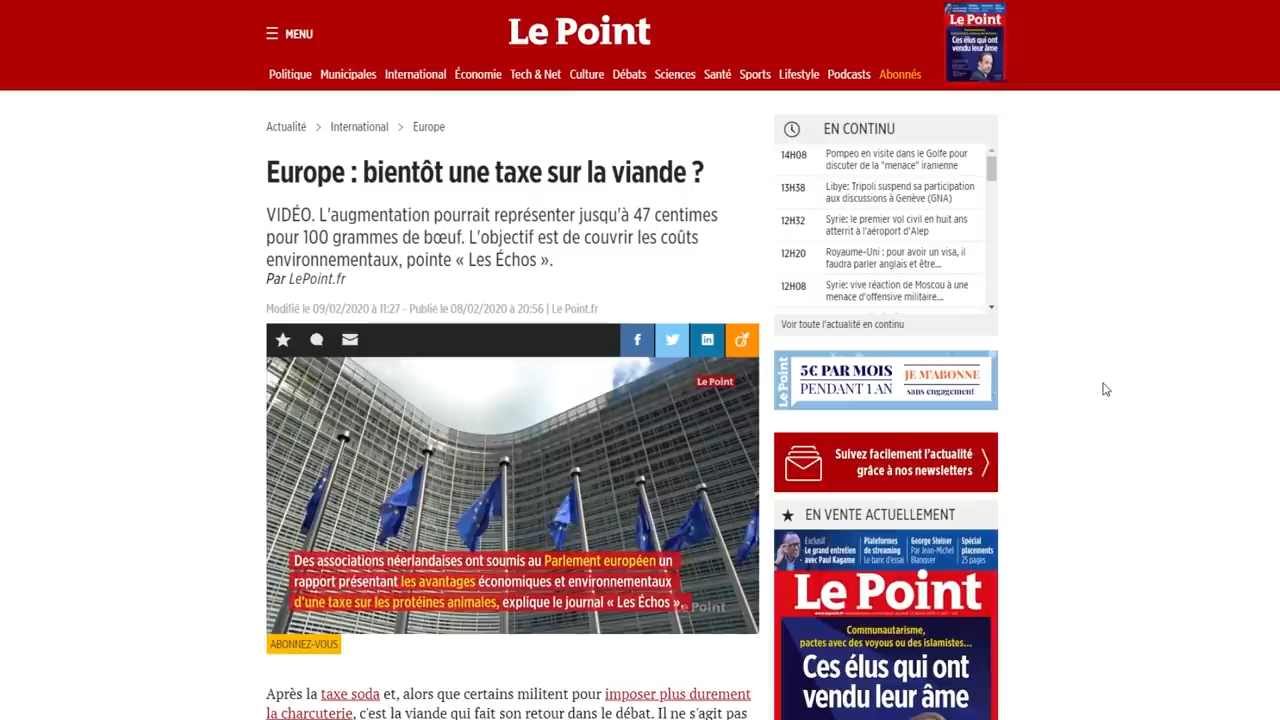 MENU
Le Point
Le Point
Ces élus qui ont
vendu leur âme
Politique Municipales International Économie Tech & Net Culture Débats Sciences Santé Sports Lifestyle Podcasts Abonnés
Actualité > International > Europe
Europe : bientôt une taxe sur la viande ?
VIDÉO. L'augmentation pourrait représenter jusqu'à 47 centimes
pour 100 grammes de bœuf. L'objectif est de couvrir les coûts
environnementaux, pointe « Les Échos ».
Par LePoint.fr
Modifié le 09/02/2020 à 11:27 - Publié le 08/02/2020 à 20:56 | Le Point.fr
Le Point
Des associations néerlandaises ont soumis au Parlement européen un
rapport présentant les avantages économiques et environnementaux
d'une taxe sur les protéines animales, explique le journal « Les Échos ».
e Point
ABONNEZ-VOUS
Après la taxe soda et, alors que certains militent pour imposer plus durement
la charcuterie, c'est la viande qui fait son retour dans le débat. Il ne s'agit pas
EN CONTINU
14H08 Pompeo en visite dans le Golfe pour
discuter de la "menace" iranienne
13H38 Libye: Tripoli suspend sa participation
aux discussions à Genève (GNA)
12H32 Syrie: le premier vol civil en huit ans
atterrit à l'aéroport d'Alep
12H20 Royaume-Uni : pour avoir un visa, il
faudra parler anglais et être...
12H08 Syrie: vive réaction de Moscou à une
menace d'offensive militaire...
Voir toute l'actualité en continu
Le Point
5€ PAR MOIS
PENDANT 1 AN
JE M'ABONNE
sans engagement!
Suivez facilement l'actualité
grâce à nos newsletters
EN VENTE ACTUELLEMENT
Exclusif
Le grand entretien
avec Paul Kagame
Plateformes
de streaming
Le banc d'essai
George Steiner
Par Jean-Michel
Blanquer
Spécial
placements
25 pages
Le Point
Communautarisme,
pactes avec des voyous ou des islamistes...
Ces élus qui ont
vendu leur âme